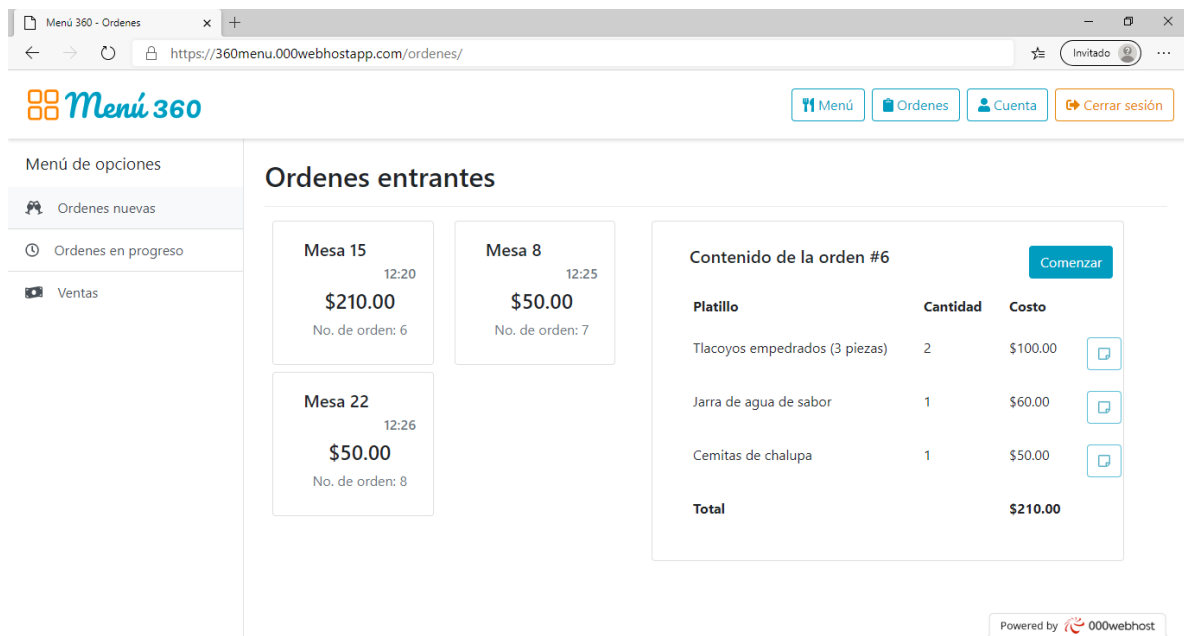 Menú 360 - Ordenes
https://360menu.000webhostapp.com/ordenes/
Invitado
Menú 360
Menú
Ordenes
Cuenta
Cerrar sesión
Menú de opciones
Ordenes nuevas
Ordenes en progreso
Ventas
Ordenes entrantes
Mesa 15
12:20
$210.00
No. de orden: 6
Mesa 8
12:25
$50.00
No. de orden: 7
Mesa 22
12:26
$50.00
No. de orden: 8
Contenido de la orden #6
Comenzar
Platillo Cantidad Costo
Tlacoyos empedrados (3 piezas) 2 $100.00
Jarra de agua de sabor 1 $60.00
Cemitas de chalupa 1 $50.00
Total $210.00
Powered by 000webhost